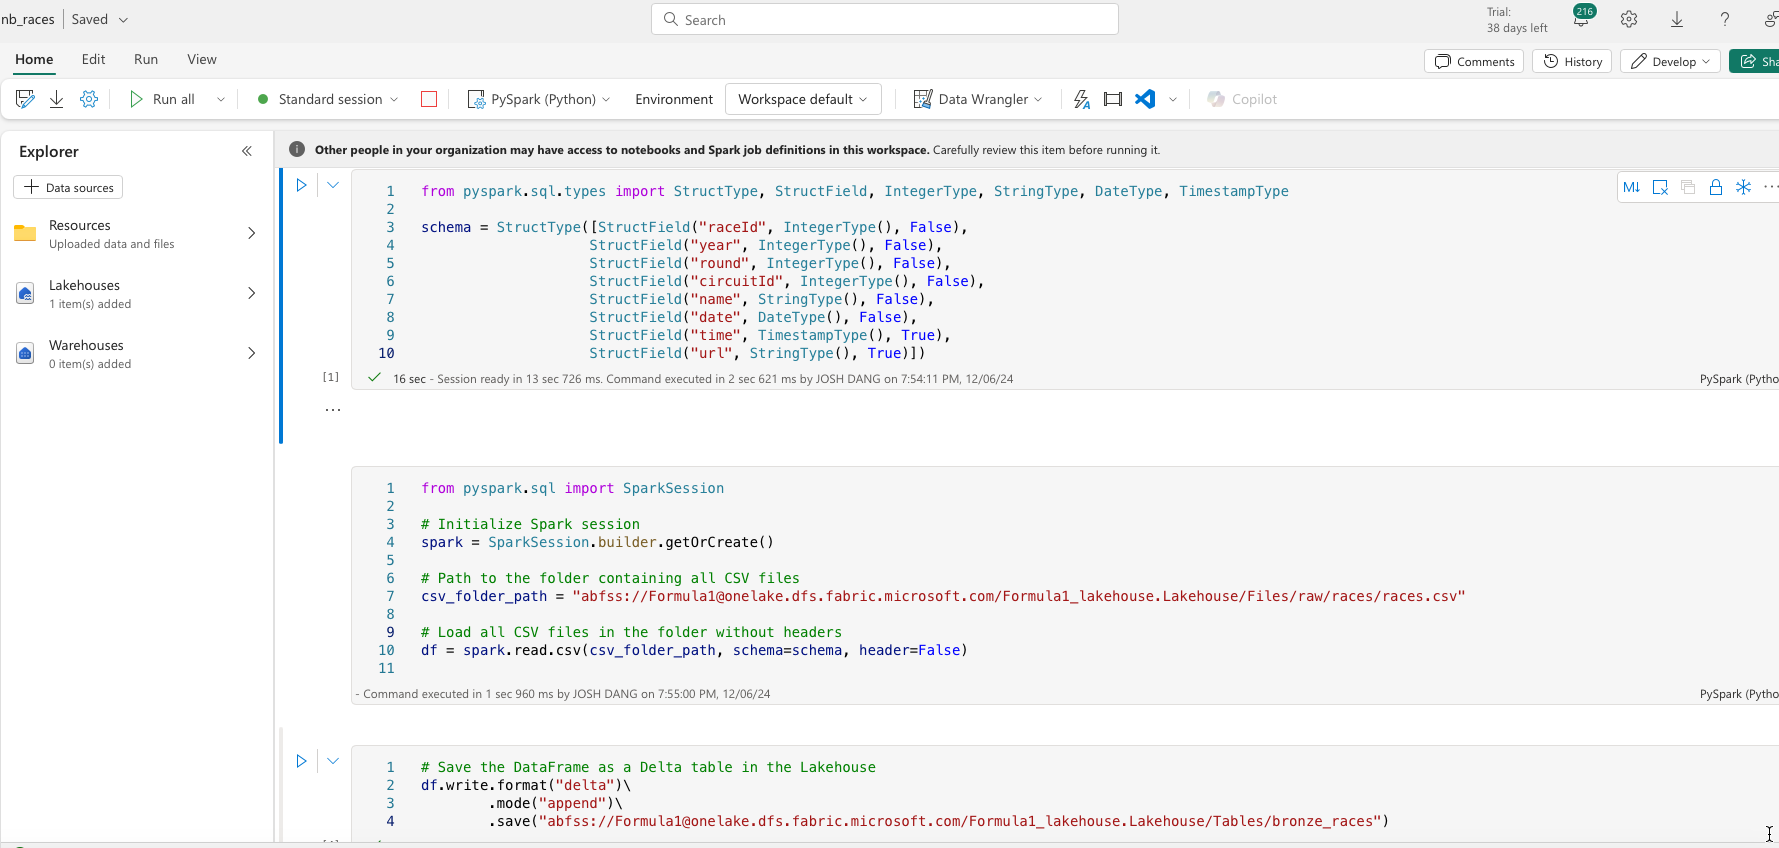 nb_races Saved
Search
Trial:
38 days left
216
Home Edit Run View
Comments History Develop
Run all Standard session PySpark (Python) Environment Workspace default Data Wrangler Copilot
Explorer
Data sources
Resources
Uploaded data and files
Lakehouses
1 item(s) added
Warehouses
0 item(s) added
Other people in your organization may have access to notebooks and Spark job definitions in this workspace. Carefully review this item before running it.
1 from pyspark.sql.types import StructType, StructField, IntegerType, StringType, DateType, TimestampType
2
3 schema = StructType([StructField("raceId", IntegerType(), False),
4 StructField("year", IntegerType(), False),
5 StructField("round", IntegerType(), False),
6 StructField("circuitId", IntegerType(), False),
7 StructField("name", StringType(), False),
8 StructField("date", DateType(), False),
9 StructField("time", TimestampType(), True),
10 StructField("url", StringType(), True)])
M↓
[1] 16 sec - Session ready in 13 sec 726 ms. Command executed in 2 sec 621 ms by JOSH DANG on 7:54:11 PM, 12/06/24
PySpark (Pytho
1 from pyspark.sql import SparkSession
2
3 # Initialize Spark session
4 spark = SparkSession.builder.getOrCreate()
5
6 # Path to the folder containing all CSV files
7 csv_folder_path = "abfss://Formula1@onelake.dfs.fabric.microsoft.com/Formula1_lakehouse.Lakehouse/Files/raw/races/races.csv"
8
9 # Load all CSV files in the folder without headers
10 df = spark.read.csv(csv_folder_path, schema=schema, header=False)
11
- Command executed in 1 sec 960 ms by JOSH DANG on 7:55:00 PM, 12/06/24
PySpark (Pytho
1 # Save the DataFrame as a Delta table in the Lakehouse
2 df.write.format("delta")\
3 .mode("append")\
4 .save("abfss://Formula1@onelake.dfs.fabric.microsoft.com/Formula1_lakehouse.Lakehouse/Tables/bronze_races")